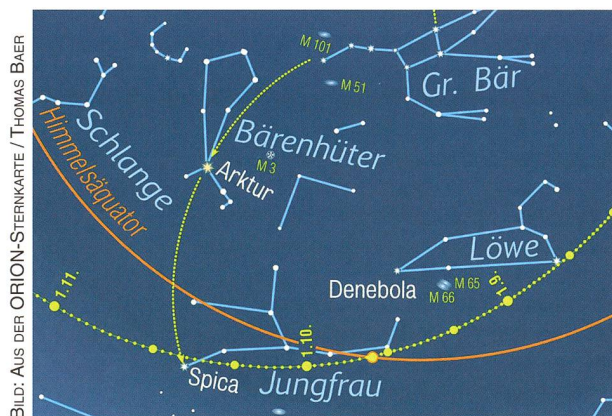 BILD: AUS DER ORION-STERNKARTE / THOMAS BAER
M 101
M 51
Gr. Bär
Schlange
Himmelsäquator
Bärenhüter
M 3
Arktur
Löwe
Denebola
M 65
M 66
1.9.
1.11.
1.10.
Spica
Jungfrau